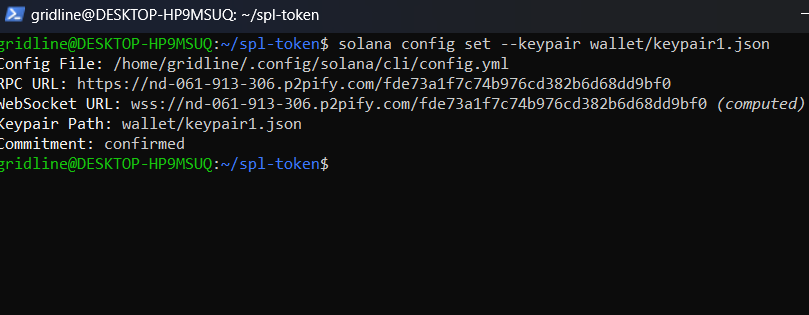 gridline@DESKTOP-HP9MSUQ: ~/spl-token
gridline@DESKTOP-HP9MSUQ:~/spl-token$ solana config set --keypair wallet/keypair1.json
Config File: /home/gridline/.config/solana/cli/config.yml
RPC URL: https://nd-061-913-306.p2pify.com/fde73a1f7c74b976cd382b6d68dd9bf0
WebSocket URL: wss://nd-061-913-306.p2pify.com/fde73a1f7c74b976cd382b6d68dd9bf0 (computed)
Keypair Path: wallet/keypair1.json
Commitment: confirmed
gridline@DESKTOP-HP9MSUQ:~/spl-token$